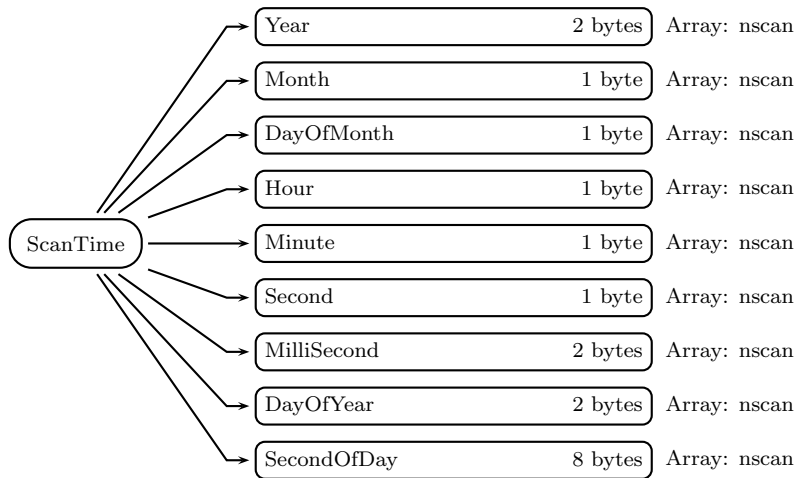 Year 2 bytes Array: nscan
Month 1 byte Array: nscan
DayOfMonth 1 byte Array: nscan
Hour 1 byte Array: nscan
ScanTime Minute 1 byte Array: nscan
Second 1 byte Array: nscan
MilliSecond 2 bytes Array: nscan
DayOfYear 2 bytes Array: nscan
SecondOfDay 8 bytes Array: nscan